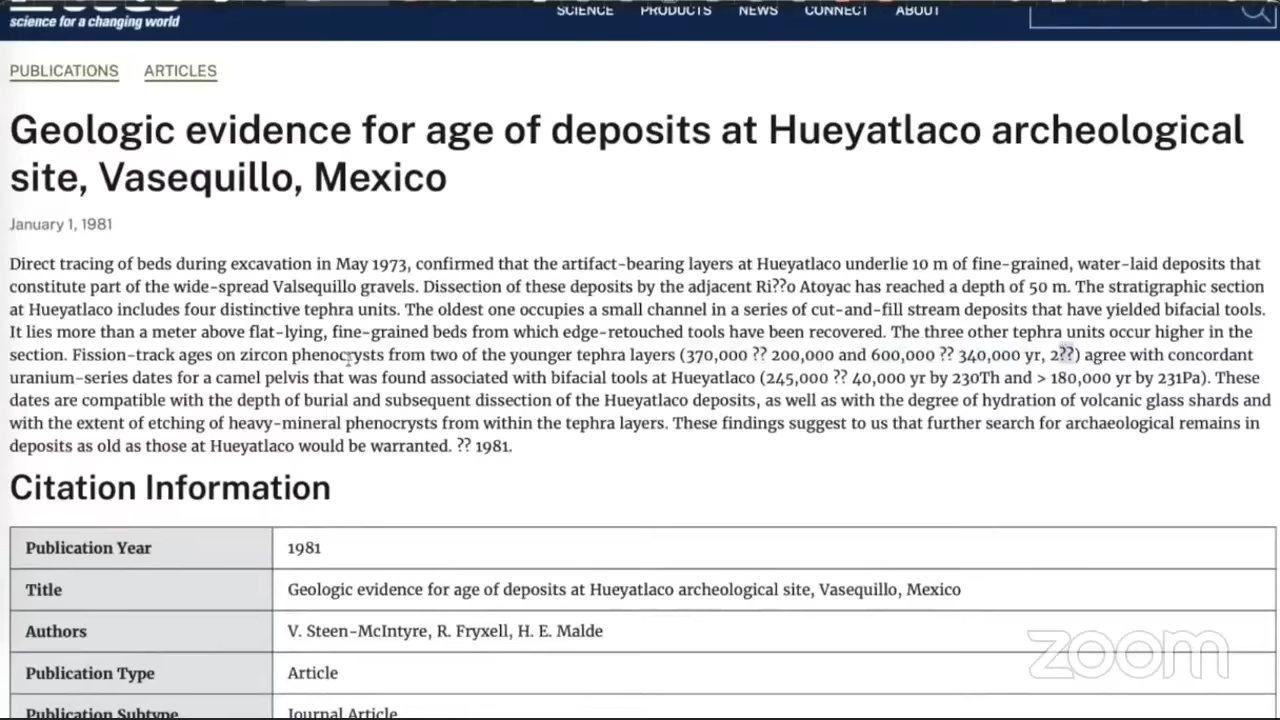 science for a changing world
SCIENCE PRODUCTS NEWS CONNECT ABOUT
PUBLICATIONS ARTICLES
Geologic evidence for age of deposits at Hueyatlaco archeological
site, Vasequillo, Mexico
January 1, 1981
Direct tracing of beds during excavation in May 1973, confirmed that the artifact-bearing layers at Hueyatlaco underlie 10 m of fine-grained, water-laid deposits that
constitute part of the wide-spread Valsequillo gravels. Dissection of these deposits by the adjacent Ri??o Atoyac has reached a depth of 50 m. The stratigraphic section
at Hueyatlaco includes four distinctive tephra units. The oldest one occupies a small channel in a series of cut-and-fill stream deposits that have yielded bifacial tools.
It lies more than a meter above flat-lying, fine-grained beds from which edge-retouched tools have been recovered. The three other tephra units occur higher in the
section. Fission-track ages on zircon phenocrysts from two of the younger tephra layers (370,000 ?? 200,000 and 600,000 ?? 340,000 yr, 2??) agree with concordant
uranium-series dates for a camel pelvis that was found associated with bifacial tools at Hueyatlaco (245,000 ?? 40,000 yr by 230Th and > 180,000 yr by 231Pa). These
dates are compatible with the depth of burial and subsequent dissection of the Hueyatlaco deposits, as well as with the degree of hydration of volcanic glass shards and
with the extent of etching of heavy-mineral phenocrysts from within the tephra layers. These findings suggest to us that further search for archaeological remains in
deposits as old as those at Hueyatlaco would be warranted. ?? 1981.
Citation Information
Publication Year 1981
Title Geologic evidence for age of deposits at Hueyatlaco archeological site, Vasequillo, Mexico
Authors V. Steen-McIntyre, R. Fryxell, H. E. Malde
Publication Type Article
Publication Subtype Journal Article
zoom